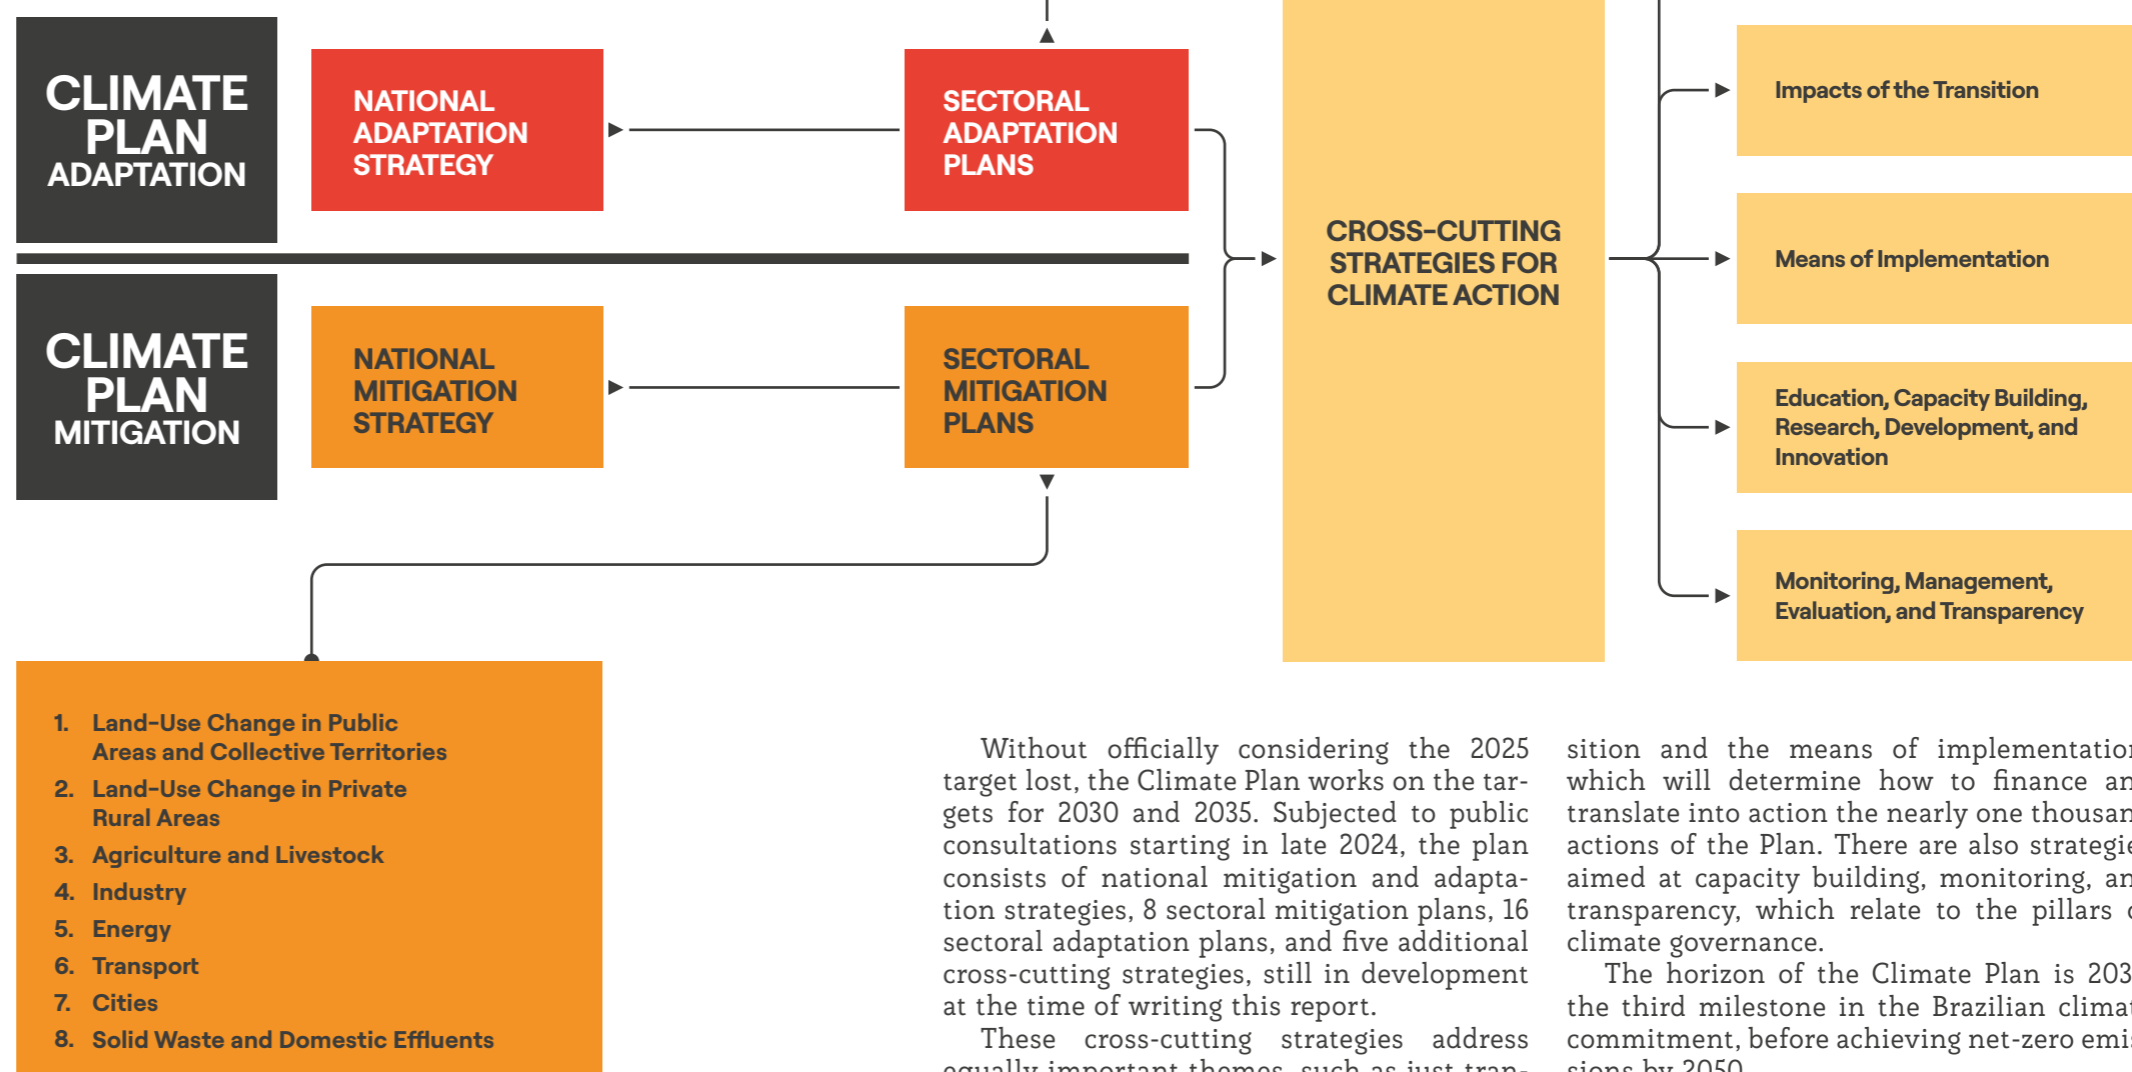 CLIMATE
PLAN
ADAPTATION
NATIONAL
ADAPTATION
STRATEGY
SECTORAL
ADAPTATION
PLANS
CLIMATE
PLAN
MITIGATION
NATIONAL
MITIGATION
STRATEGY
SECTORAL
MITIGATION
PLANS
CROSS-CUTTING
STRATEGIES FOR
CLIMATE ACTION
Impacts of the Transition
Means of Implementation
Education, Capacity Building,
Research, Development, and
Innovation
Monitoring, Management,
Evaluation, and Transparency
1. Land-Use Change in Public
Areas and Collective Territories
2. Land-Use Change in Private
Rural Areas
3. Agriculture and Livestock
4. Industry
5. Energy
6. Transport
7. Cities
8. Solid Waste and Domestic Effluents
Without officially considering the 2025
target lost, the Climate Plan works on the tar-
gets for 2030 and 2035. Subjected to public
consultations starting in late 2024, the plan
consists of national mitigation and adapta-
tion strategies, 8 sectoral mitigation plans, 16
sectoral adaptation plans, and five additional
cross-cutting strategies, still in development
at the time of writing this report.
These cross-cutting strategies address
equally important themes, such as just tran-
sition and the means of implementation
which will determine how to finance
translate into action the nearly one
actions of the Plan. There are also
aimed at capacity building, monitoring,
transparency, which relate to the pillars
climate governance.
The horizon of the Climate Plan is
the third milestone in the Brazilian
commitment, before achieving net-zero
sions by 2050